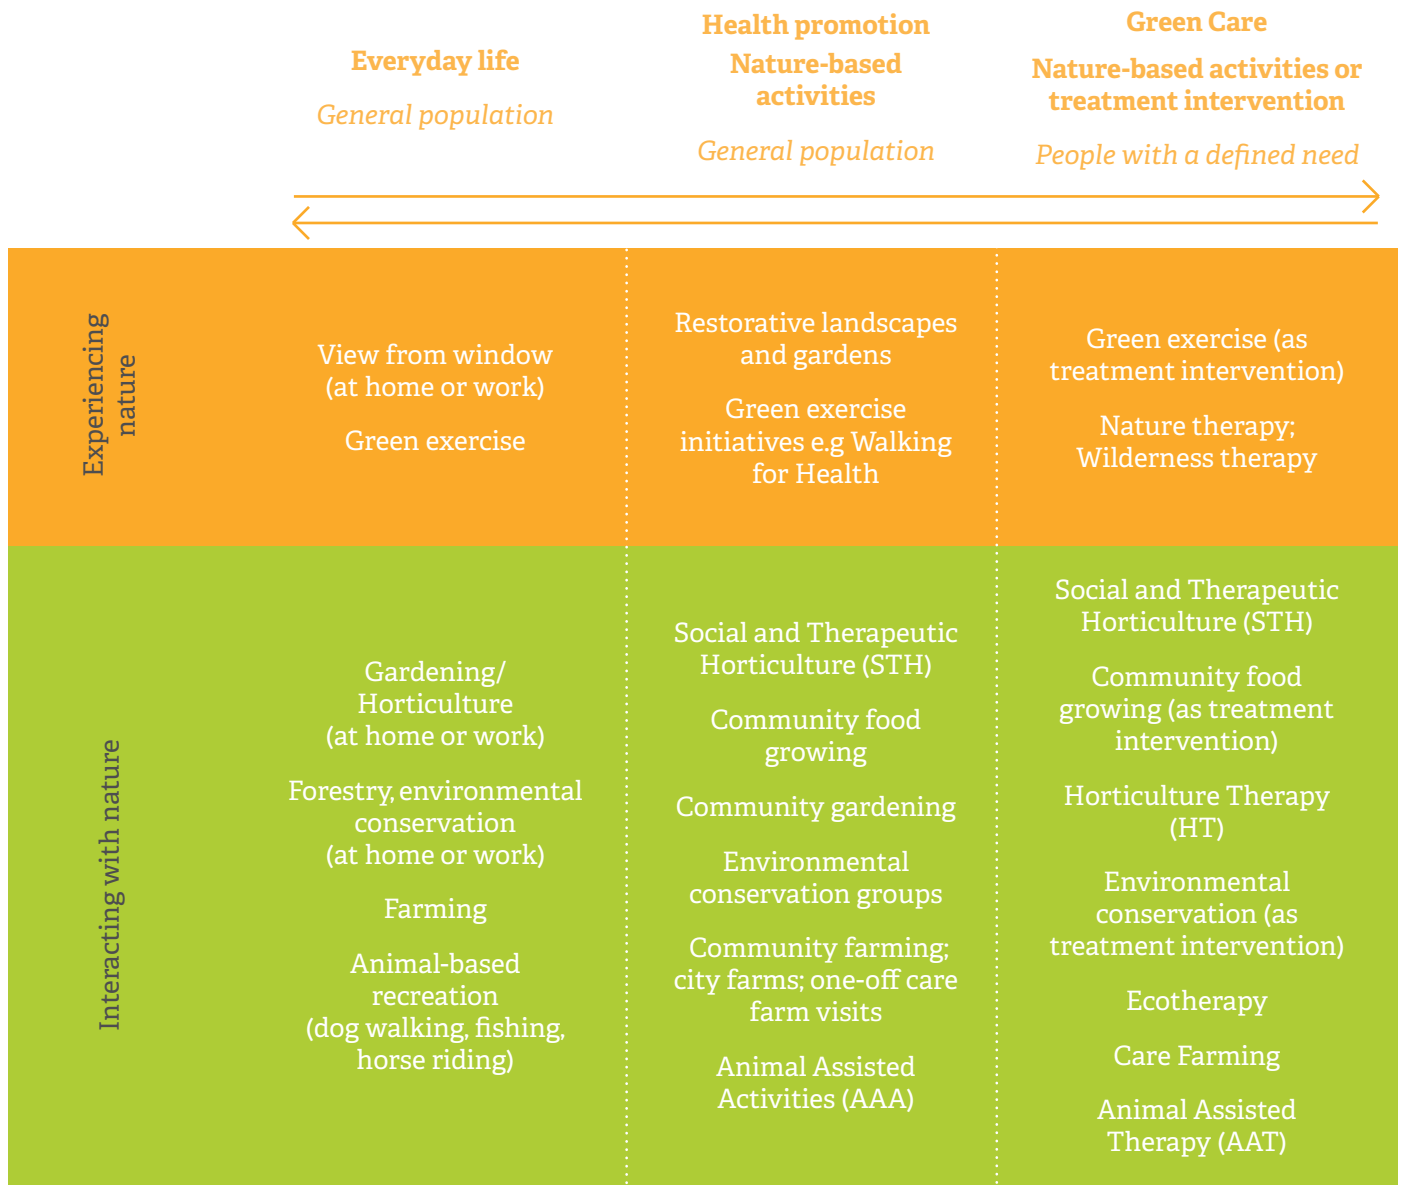 Everyday life
General population
Health promotion
Nature-based
activities
General population
Green Care
Nature-based activities or
treatment intervention
People with a defined need
Experiencing
nature
View from window
(at home or work)
Green exercise
Restorative landscapes
and gardens
Green exercise
initiatives e.g Walking
for Health
Green exercise (as
treatment intervention)
Nature therapy;
Wilderness therapy
Interacting with nature
Gardening/
Horticulture
(at home or work)
Forestry, environmental
conservation
(at home or work)
Farming
Animal-based
recreation
(dog walking, fishing,
horse riding)
Social and Therapeutic
Horticulture (STH)
Community food
growing
Community gardening
Environmental
conservation groups
Community farming;
city farms; one-off care
farm visits
Animal Assisted
Activities (AAA)
Social and Therapeutic
Horticulture (STH)
Community food
growing (as treatment
intervention)
Horticulture Therapy
(HT)
Environmental
conservation (as
treatment intervention)
Ecotherapy
Care Farming
Animal Assisted
Therapy (AAT)